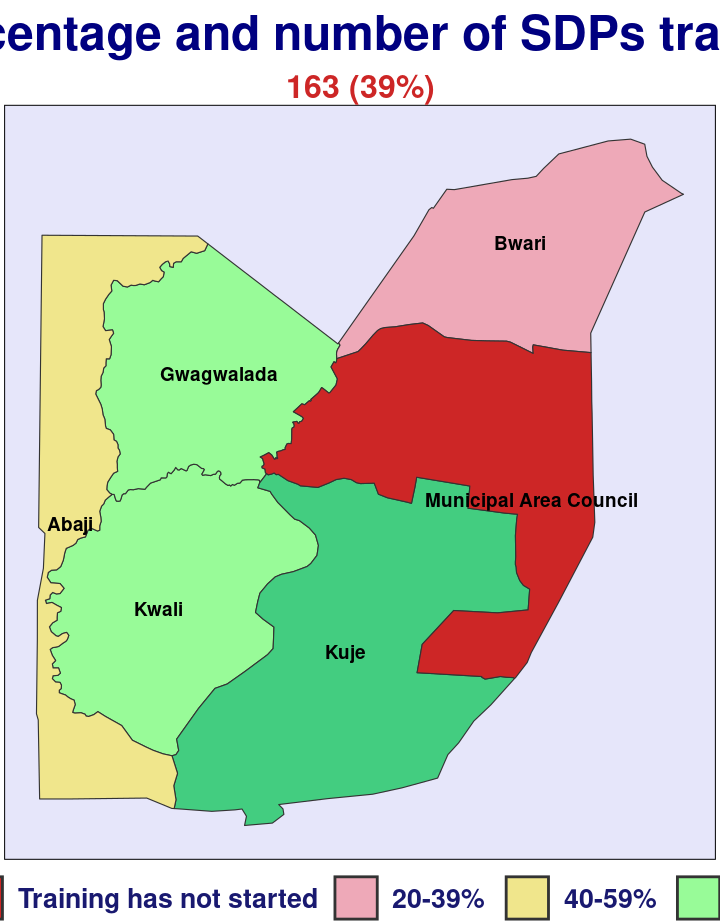 centage and number of SDPs tra
163 (39%)
Bwari
Gwagwalada
Municipal Area Council
Abaji
Kwali
Kuje
Training has not started 20-39% 40-59%